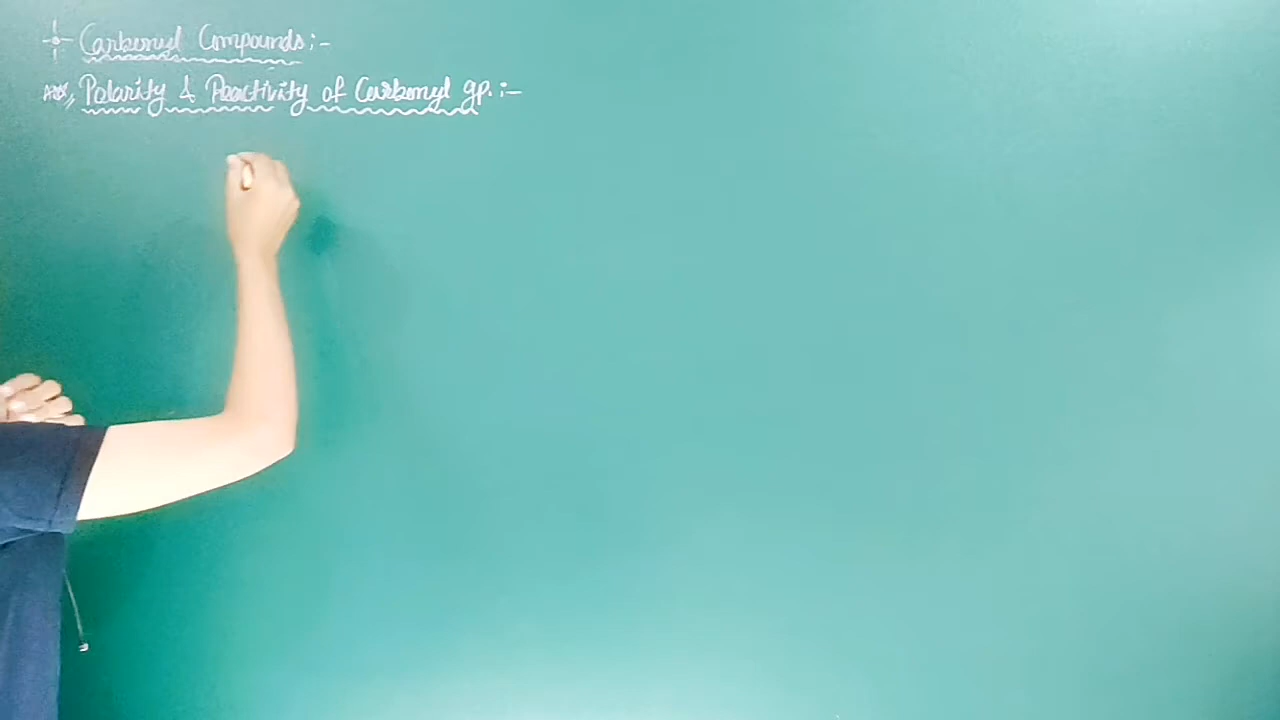 Carbonyl Compounds:-
Polarity & Reactivity of Carbonyl gp.:-